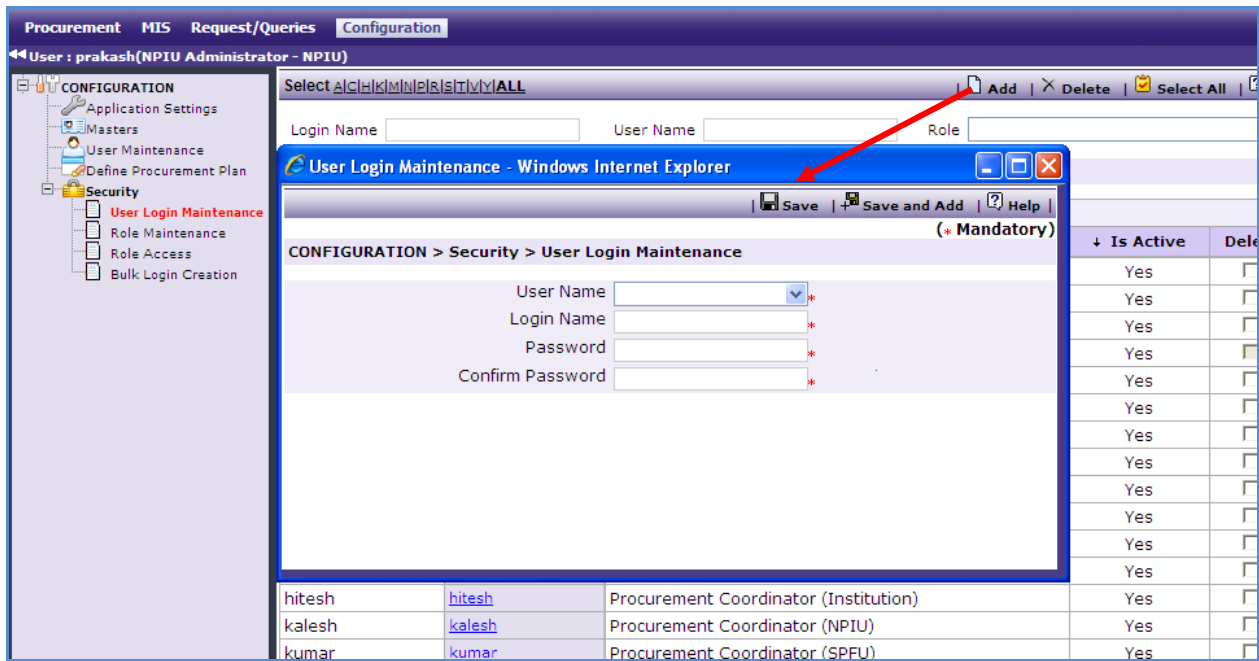 Procurement MIS Request/Queries Configuration
User : prakash(NPIU Administrator - NPIU)
CONFIGURATION
Application Settings
Masters
User Maintenance
Define Procurement Plan
Security
User Login Maintenance
Role Maintenance
Role Access
Bulk Login Creation
Select A|C|H|K|M|N|P|R|S|T|V|Y|ALL
| Add | Delete | Select All |
Login Name User Name Role
User Login Maintenance - Windows Internet Explorer
| Save | Save and Add | Help |
(* Mandatory)
CONFIGURATION > Security > User Login Maintenance
User Name *
Login Name *
Password *
Confirm Password *
↓ Is Active Dele
Yes
Yes
Yes
Yes
Yes
Yes
Yes
Yes
Yes
Yes
Yes
Yes
hitesh hitesh Procurement Coordinator (Institution) Yes
kalesh kalesh Procurement Coordinator (NPIU) Yes
kumar kumar Procurement Coordinator (SPFU) Yes